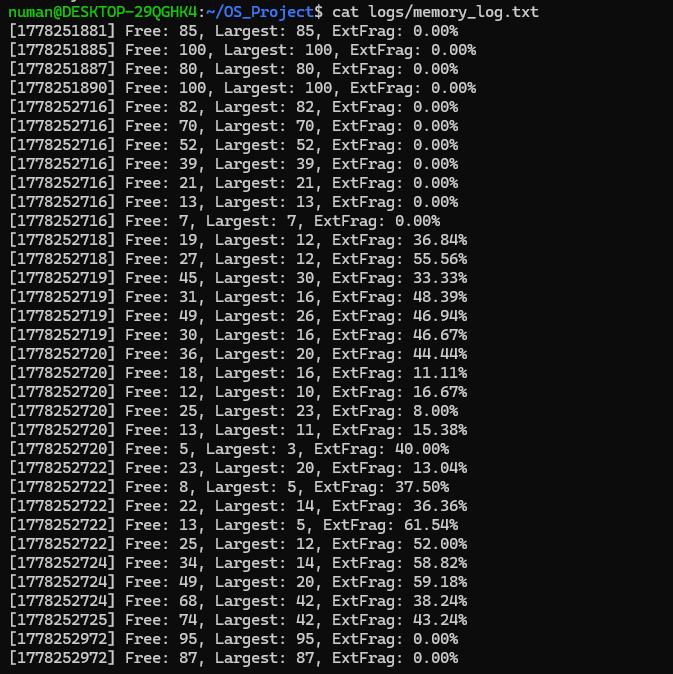 numan@DESKTOP-29QGHK4:~/OS_Project$ cat logs/memory_log.txt
[1778251881] Free: 85, Largest: 85, ExtFrag: 0.00%
[1778251885] Free: 100, Largest: 100, ExtFrag: 0.00%
[1778251887] Free: 80, Largest: 80, ExtFrag: 0.00%
[1778251890] Free: 100, Largest: 100, ExtFrag: 0.00%
[1778252716] Free: 82, Largest: 82, ExtFrag: 0.00%
[1778252716] Free: 70, Largest: 70, ExtFrag: 0.00%
[1778252716] Free: 52, Largest: 52, ExtFrag: 0.00%
[1778252716] Free: 39, Largest: 39, ExtFrag: 0.00%
[1778252716] Free: 21, Largest: 21, ExtFrag: 0.00%
[1778252716] Free: 13, Largest: 13, ExtFrag: 0.00%
[1778252716] Free: 7, Largest: 7, ExtFrag: 0.00%
[1778252718] Free: 19, Largest: 12, ExtFrag: 36.84%
[1778252718] Free: 27, Largest: 12, ExtFrag: 55.56%
[1778252719] Free: 45, Largest: 30, ExtFrag: 33.33%
[1778252719] Free: 31, Largest: 16, ExtFrag: 48.39%
[1778252719] Free: 49, Largest: 26, ExtFrag: 46.94%
[1778252719] Free: 30, Largest: 16, ExtFrag: 46.67%
[1778252720] Free: 36, Largest: 20, ExtFrag: 44.44%
[1778252720] Free: 18, Largest: 16, ExtFrag: 11.11%
[1778252720] Free: 12, Largest: 10, ExtFrag: 16.67%
[1778252720] Free: 25, Largest: 23, ExtFrag: 8.00%
[1778252720] Free: 13, Largest: 11, ExtFrag: 15.38%
[1778252720] Free: 5, Largest: 3, ExtFrag: 40.00%
[1778252722] Free: 23, Largest: 20, ExtFrag: 13.04%
[1778252722] Free: 8, Largest: 5, ExtFrag: 37.50%
[1778252722] Free: 22, Largest: 14, ExtFrag: 36.36%
[1778252722] Free: 13, Largest: 5, ExtFrag: 61.54%
[1778252722] Free: 25, Largest: 12, ExtFrag: 52.00%
[1778252724] Free: 34, Largest: 14, ExtFrag: 58.82%
[1778252724] Free: 49, Largest: 20, ExtFrag: 59.18%
[1778252724] Free: 68, Largest: 42, ExtFrag: 38.24%
[1778252725] Free: 74, Largest: 42, ExtFrag: 43.24%
[1778252972] Free: 95, Largest: 95, ExtFrag: 0.00%
[1778252972] Free: 87, Largest: 87, ExtFrag: 0.00%